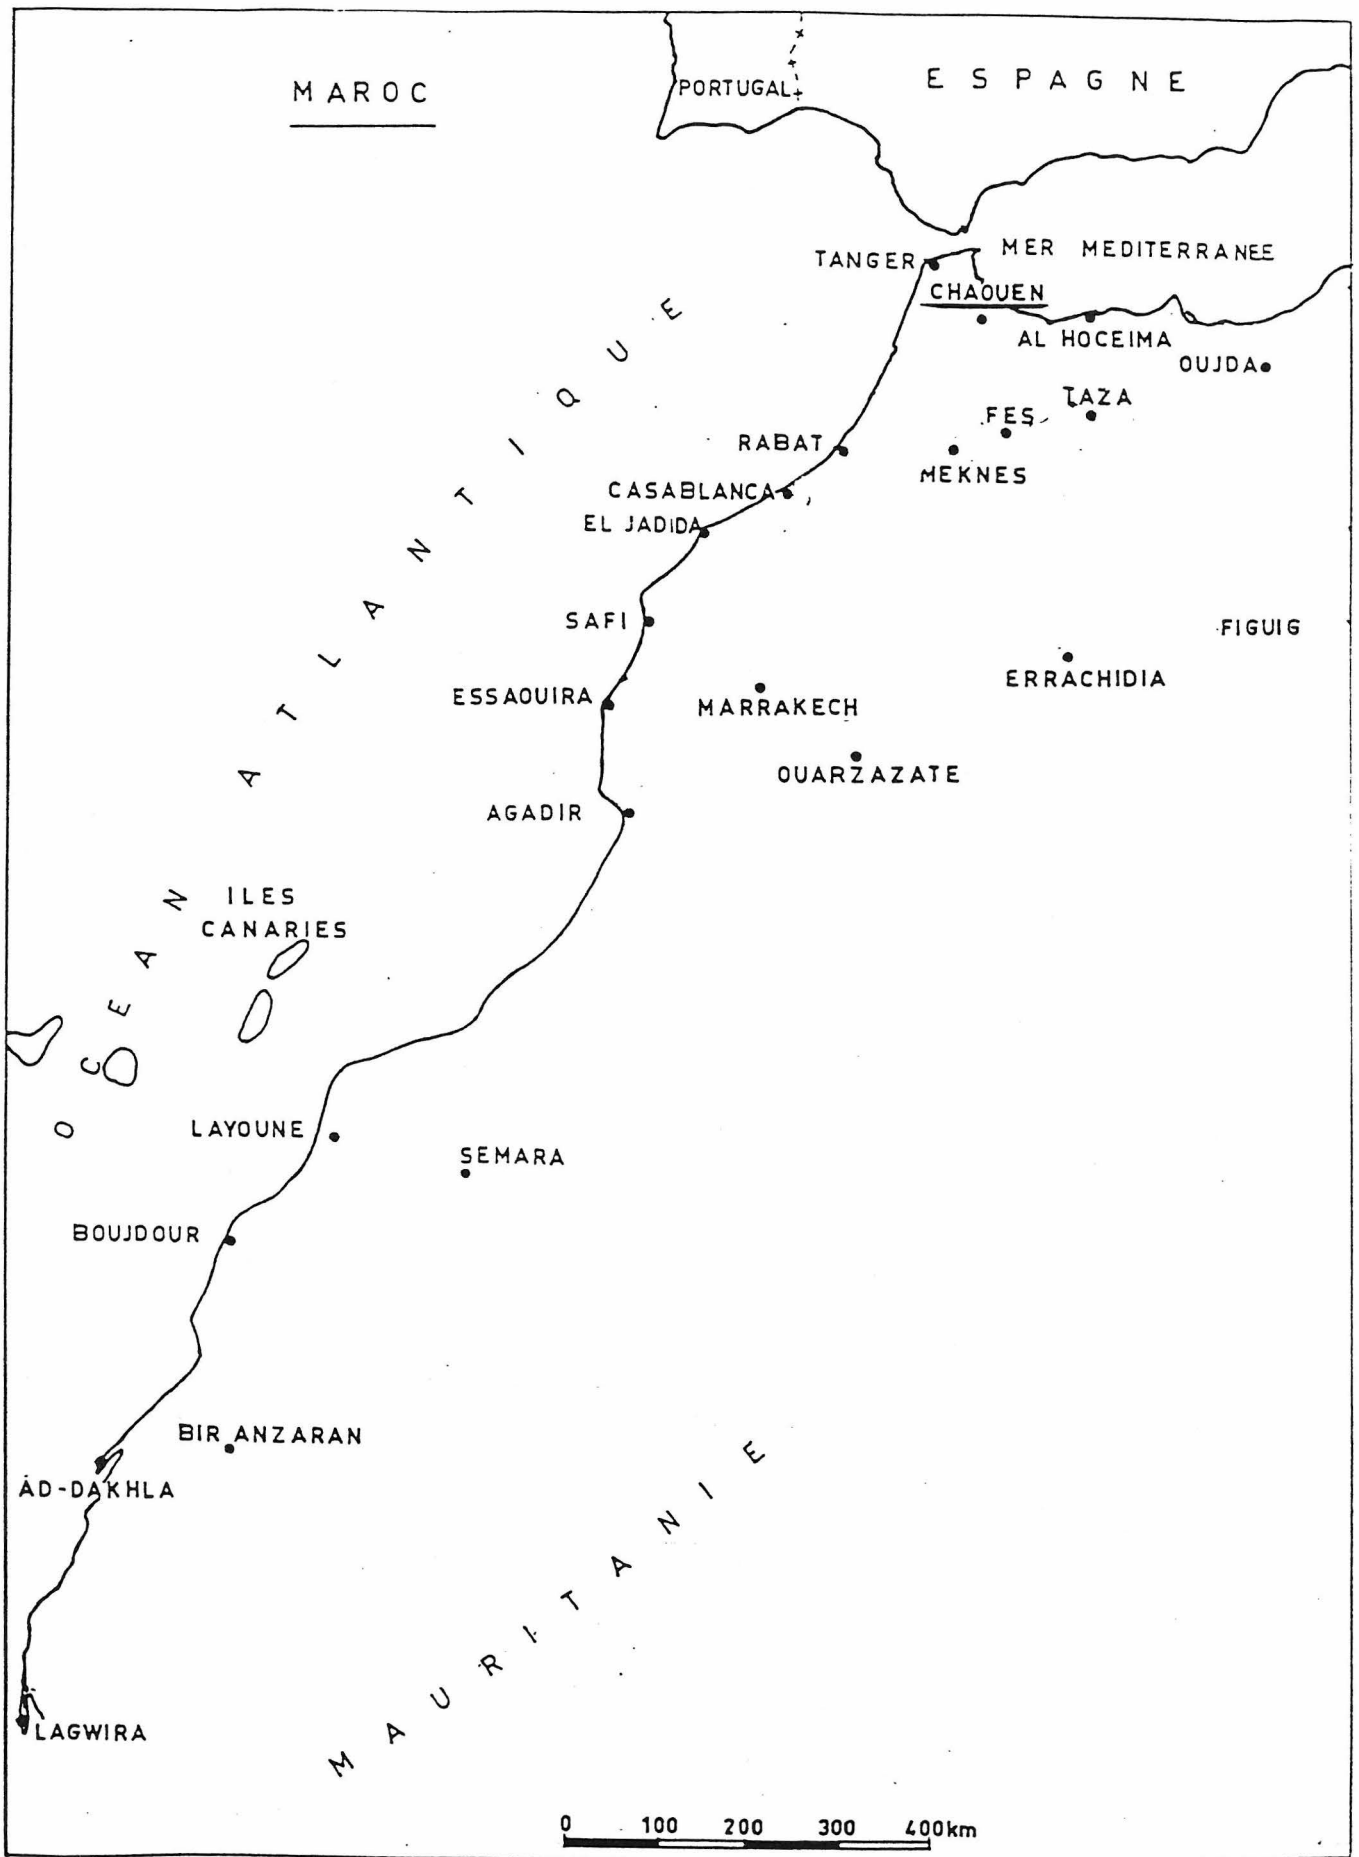 MAROC
PORTUGAL
ESPAGNE
TANGER
MER MEDITERRANEE
CHAOUEN
AL HOCEIMA
OUJDA
TAZA
FES
RABAT
MEKNES
CASABLANCA
EL JADIDA
OCEAN ATLANTIQUE
SAFI
FIGUIG
ERRACHIDIA
ESSAOUIRA
MARRAKECH
OUARZAZATE
AGADIR
ILES
CANARIES
LAYOUNE
SEMARA
BOUJDOUR
BIR ANZARAN
AD-DAKHLA
MAURITANIE
LAGWIRA
0 100 200 300 400km